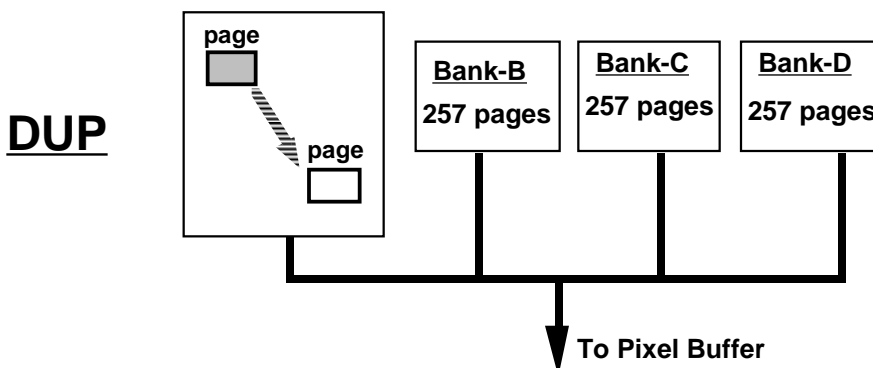 DUP
page
page
Bank-B
257 pages
Bank-C
257 pages
Bank-D
257 pages
To Pixel Buffer